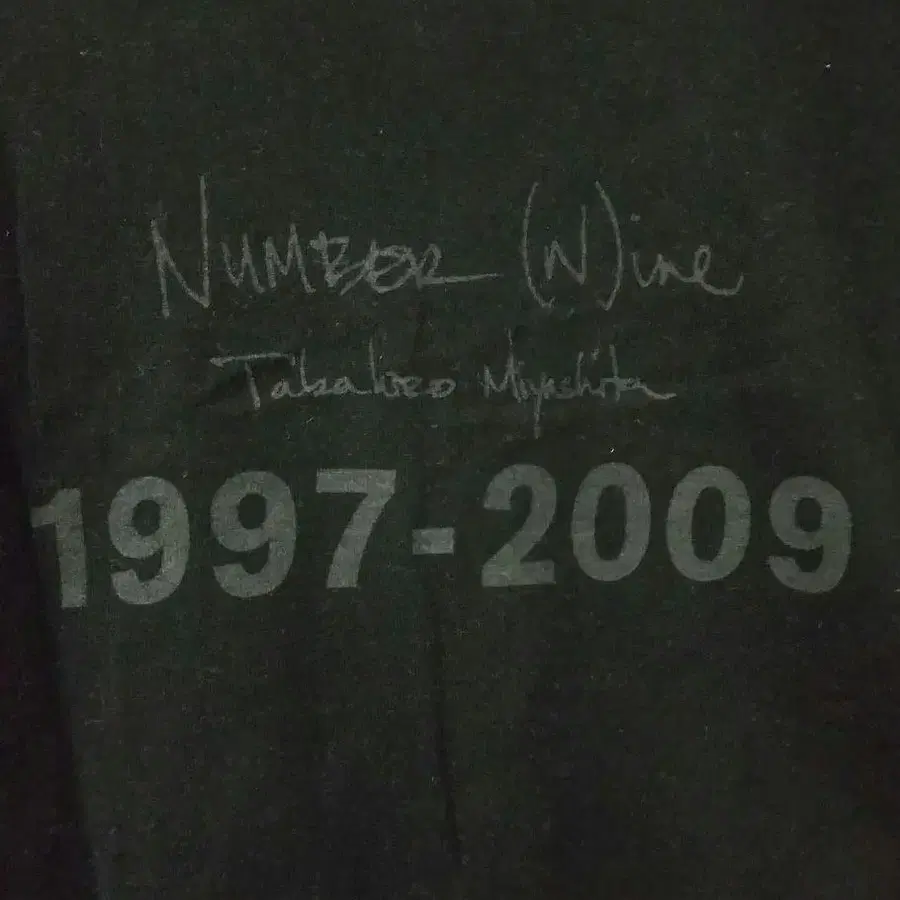 NUMBER (N)ine
Takahiro Miyashita
1997-2009